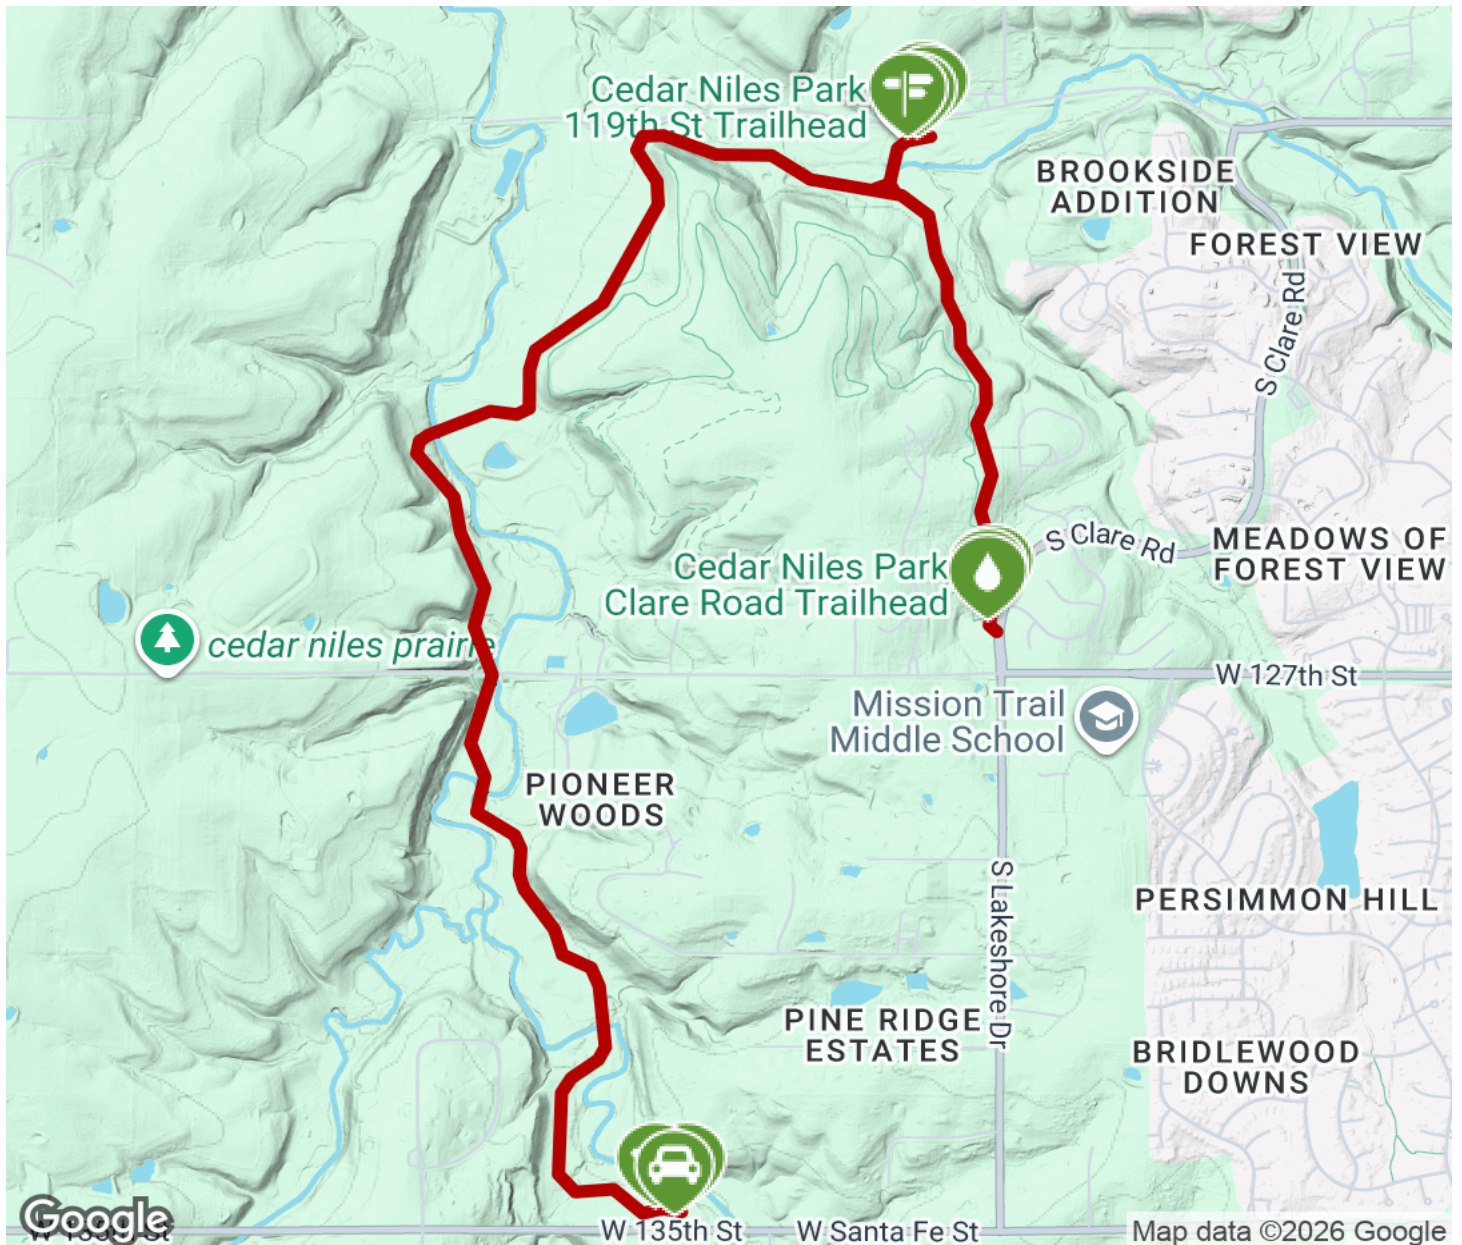 Cedar Niles Park
119th St Trailhead
BROOKSIDE
ADDITION
FOREST VIEW
S Clare Rd
S Clare Rd
MEADOWS OF
FOREST VIEW
Cedar Niles Park
Clare Road Trailhead
cedar niles prairie
W 127th St
Mission Trail
Middle School
PIONEER
WOODS
S Lakeshore Dr
PERSIMMON HILL
PINE RIDGE
ESTATES
BRIDLEWOOD
DOWNS
Google
W 135th St
W 135th St
W Santa Fe St
Map data ©2026 Google